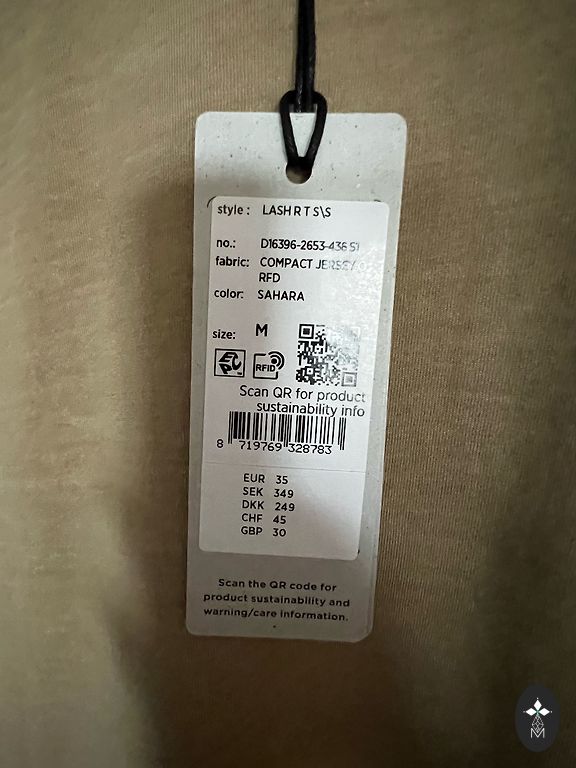 style : LASH R T S\S
no.: D16396-2653-436 S1
fabric: COMPACT JERSEY O
RFD
color: SAHARA
size: M
EPC
RFID
Scan QR for product
sustainability info
8 719769 328783
EUR 35
SEK 349
DKK 249
CHF 45
GBP 30
Scan the QR code for
product sustainability and
warning/care information.
M